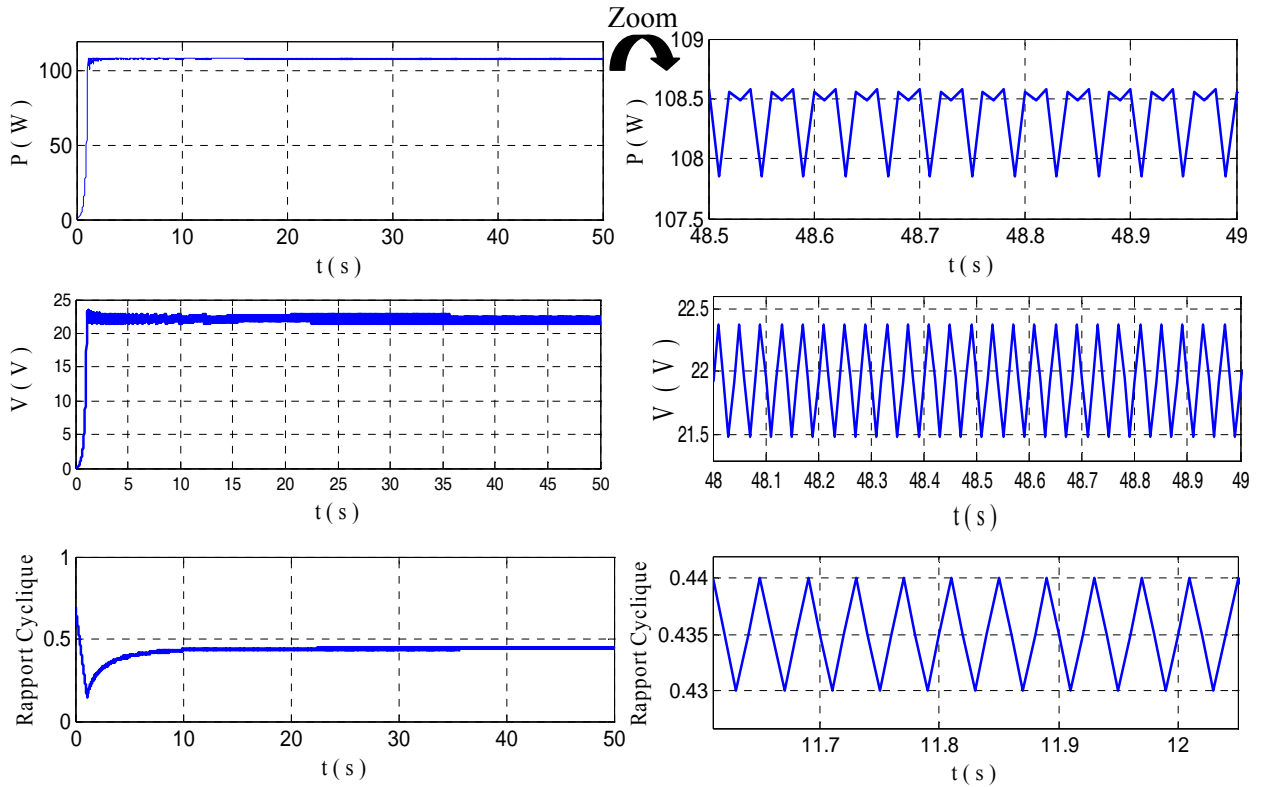 Zoom
P ( W )
100
50
0
0 10 20 30 40 50
t ( s )
P ( W )
109
108.5
108
107.5
48.5 48.6 48.7 48.8 48.9 49
t ( s )
V ( V )
25
20
15
10
5
0
0 5 10 15 20 25 30 35 40 45 50
t ( s )
V ( V )
22.5
22
21.5
48 48.1 48.2 48.3 48.4 48.5 48.6 48.7 48.8 48.9 49
t ( s )
Rapport Cyclique
1
0.5
0
0 10 20 30 40 50
t ( s )
Rapport Cyclique
0.44
0.435
0.43
11.7 11.8 11.9 12
t ( s )